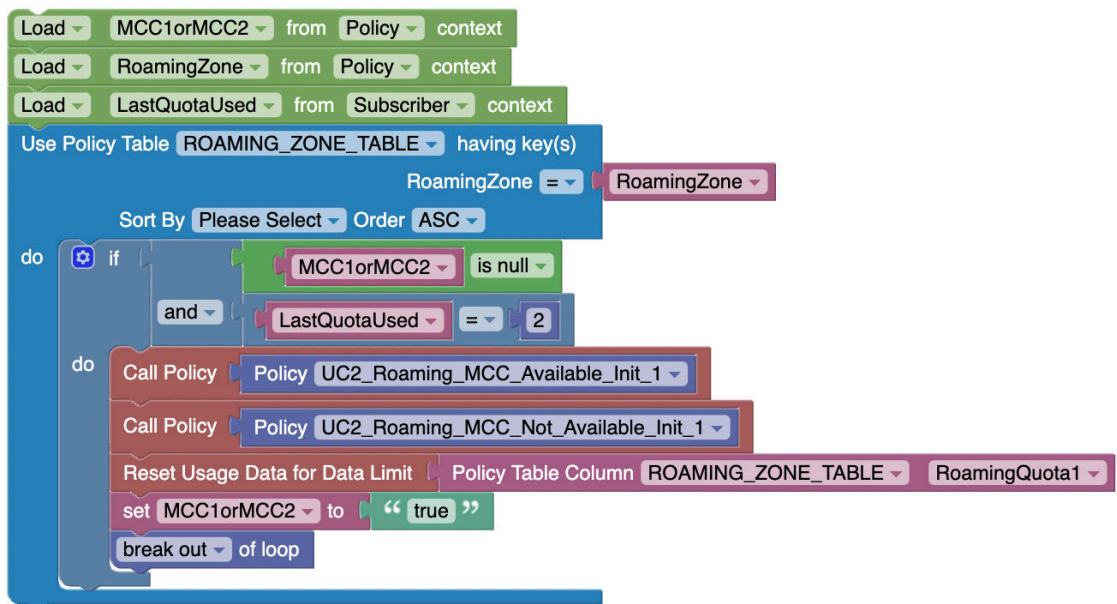 Load MCC1orMCC2 from Policy context
Load RoamingZone from Policy context
Load LastQuotaUsed from Subscriber context
Use Policy Table ROAMING_ZONE_TABLE having key(s)
RoamingZone = RoamingZone
Sort By Please Select Order ASC
do if MCC1orMCC2 is null
and LastQuotaUsed = 2
do Call Policy Policy UC2_Roaming_MCC_Available_Init_1
Call Policy Policy UC2_Roaming_MCC_Not_Available_Init_1
Reset Usage Data for Data Limit Policy Table Column ROAMING_ZONE_TABLE RoamingQuota1
set MCC1orMCC2 to “ true ”
break out of loop